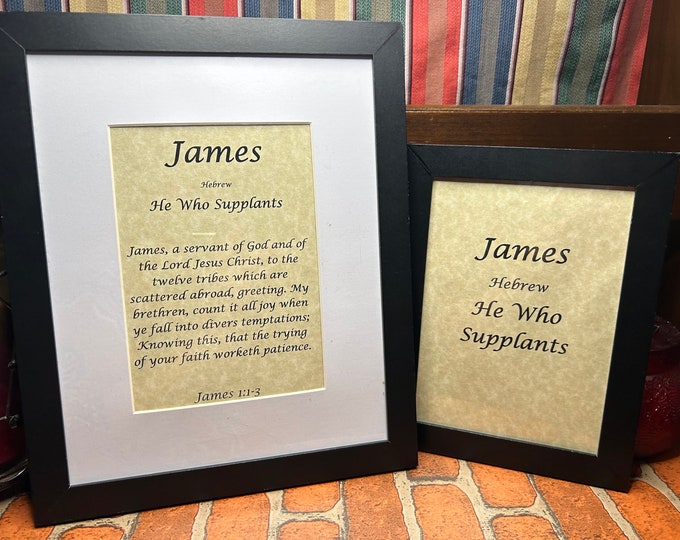 James
Hebrew
He Who Supplants
James, a servant of God and of
the Lord Jesus Christ, to the
twelve tribes which are
scattered abroad, greeting. My
brethren, count it all joy when
ye fall into divers temptations;
Knowing this, that the trying
of your faith worketh patience.
James 1:1-3
James
Hebrew
He Who
Supplants